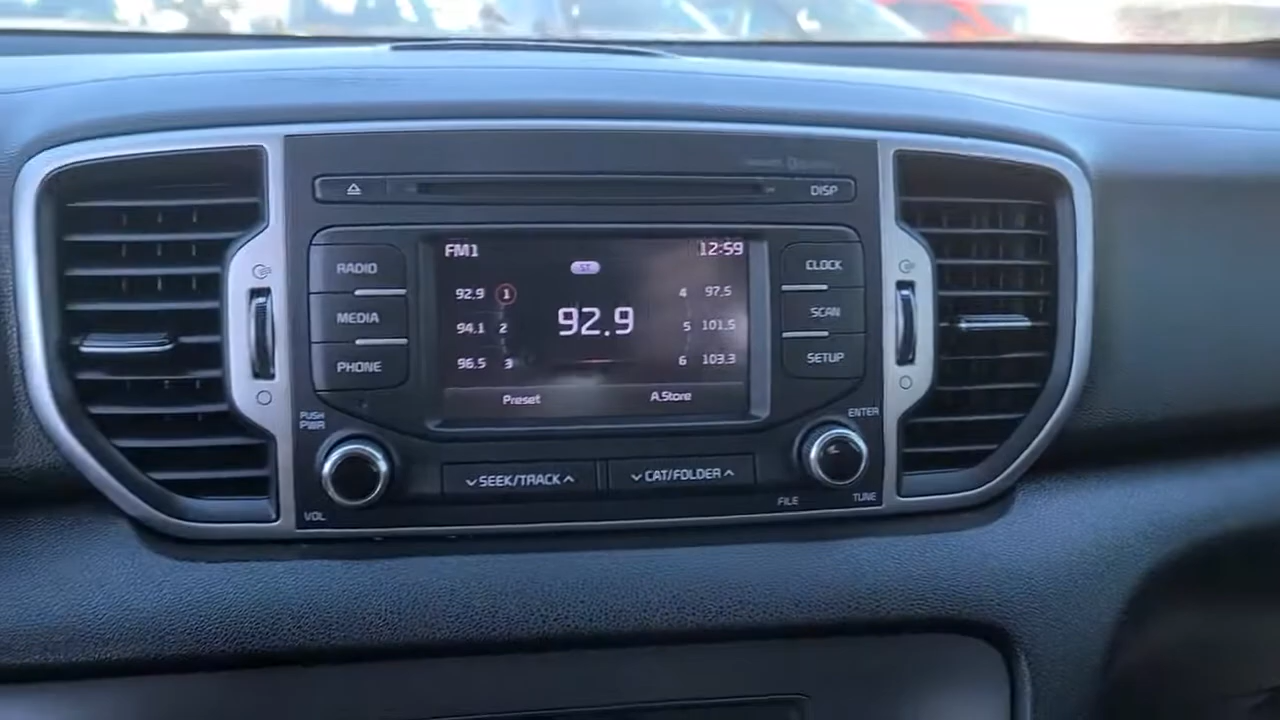 DISP
RADIO
MEDIA
PHONE
FM1
12:59
ST
92.9 1
94.1 2
96.5 3
92.9
4 97.5
5 101.5
6 103.3
Preset
A.Store
CLOCK
SCAN
SETUP
PUSH
PWR
VOL
SEEK/TRACK
CAT/FOLDER
ENTER
FILE
TUNE